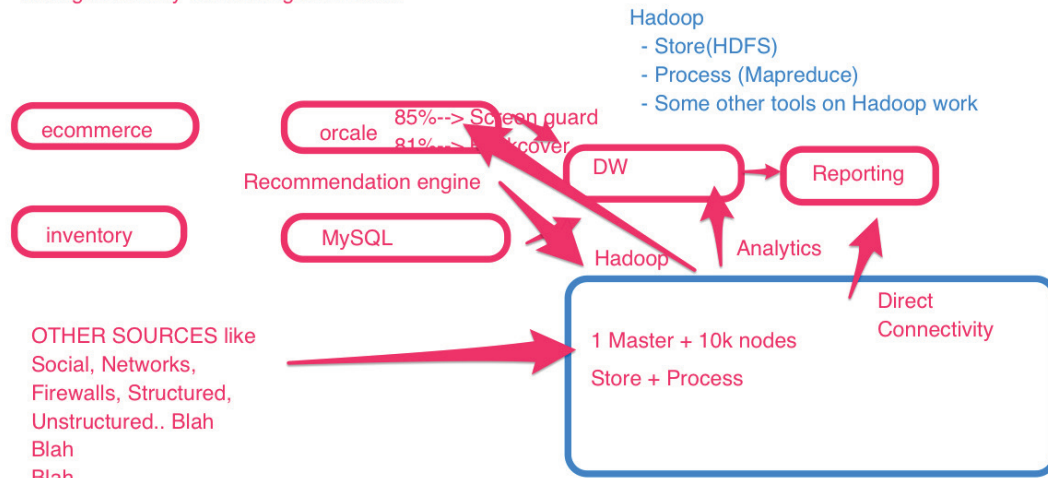 Hadoop
- Store(HDFS)
- Process (Mapreduce)
- Some other tools on Hadoop work
ecommerce
orcale
85%--> Screen guard
81%-->
DW
Reporting
Recommendation engine
inventory
MySQL
Hadoop
Analytics
Direct
Connectivity
OTHER SOURCES like
Social, Networks,
Firewalls, Structured,
Unstructured.. Blah
Blah
Blah
1 Master + 10k nodes
Store + Process